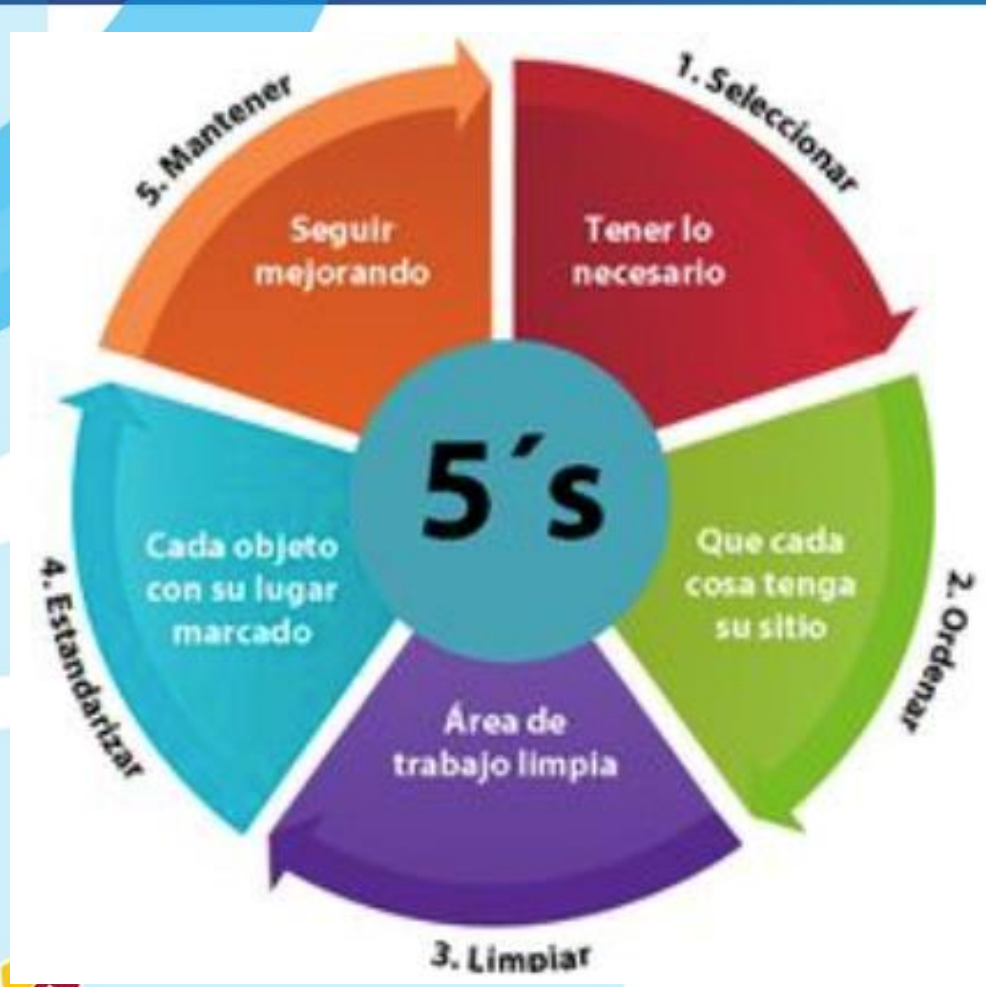 5´s
1. Seleccionar
Tener lo
necesario
2. Ordenar
Que cada
cosa tenga
su sitio
3. Limpiar
Área de
trabajo limpia
4. Estandarizar
Cada objeto
con su lugar
marcado
5. Mantener
Seguir
mejorando